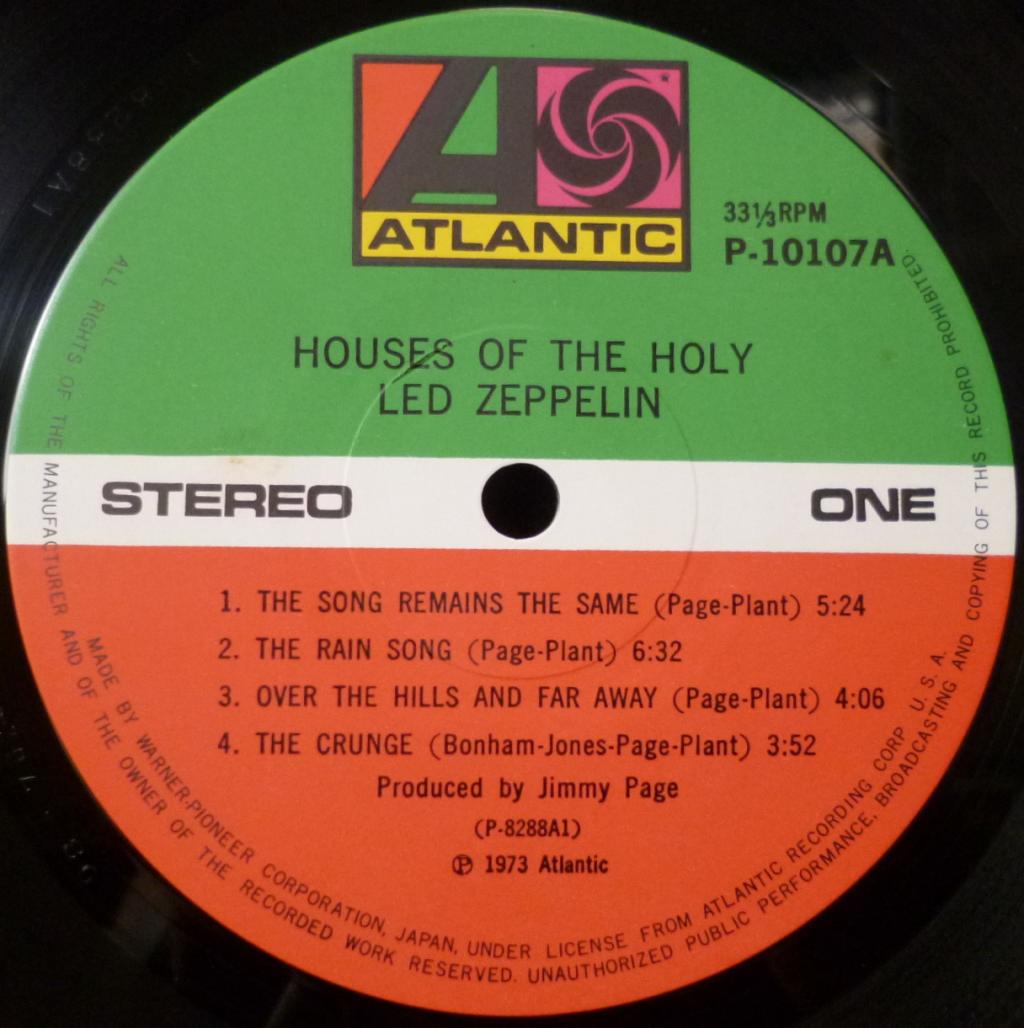 ATLANTIC
33⅓ RPM
P-10107A
HOUSES OF THE HOLY
LED ZEPPELIN
STEREO
ONE
1. THE SONG REMAINS THE SAME (Page-Plant) 5:24
2. THE RAIN SONG (Page-Plant) 6:32
3. OVER THE HILLS AND FAR AWAY (Page-Plant) 4:06
4. THE CRUNGE (Bonham-Jones-Page-Plant) 3:52
Produced by Jimmy Page
(P-8288A1)
℗ 1973 Atlantic
MADE BY WARNER-PIONEER CORPORATION, JAPAN, UNDER LICENSE FROM ATLANTIC RECORDING CORP. U.S.A.
ALL RIGHTS OF THE MANUFACTURER AND OF THE OWNER OF THE RECORDED WORK RESERVED. UNAUTHORIZED PUBLIC PERFORMANCE, BROADCASTING AND COPYING OF THIS RECORD PROHIBITED.